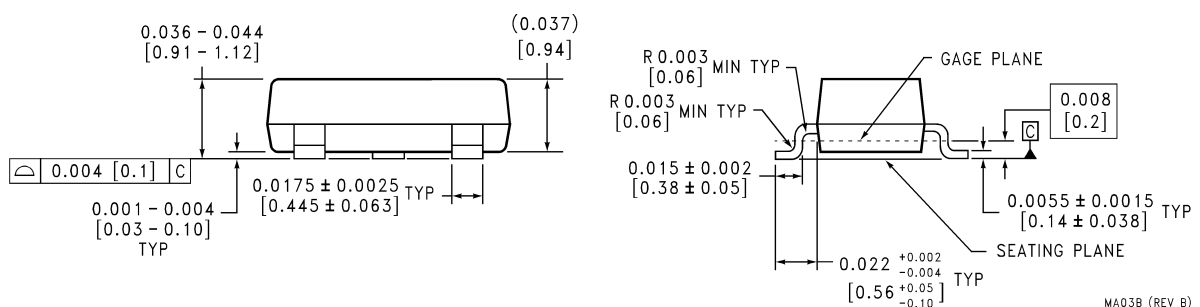 0.036 - 0.044
[0.91 - 1.12]
(0.037)
[0.94]
⌓ 0.004 [0.1] C
0.001 - 0.004
[0.03 - 0.10]
TYP
0.0175 ± 0.0025 TYP
[0.445 ± 0.063]
R 0.003 MIN TYP
[0.06]
GAGE PLANE
R 0.003 MIN TYP
[0.06]
0.008
[0.2]
C
0.015 ± 0.002
[0.38 ± 0.05]
0.0055 ± 0.0015 TYP
[0.14 ± 0.038]
SEATING PLANE
0.022 +0.002 -0.004 TYP
[0.56 +0.05 -0.10]
MA03B (REV B)